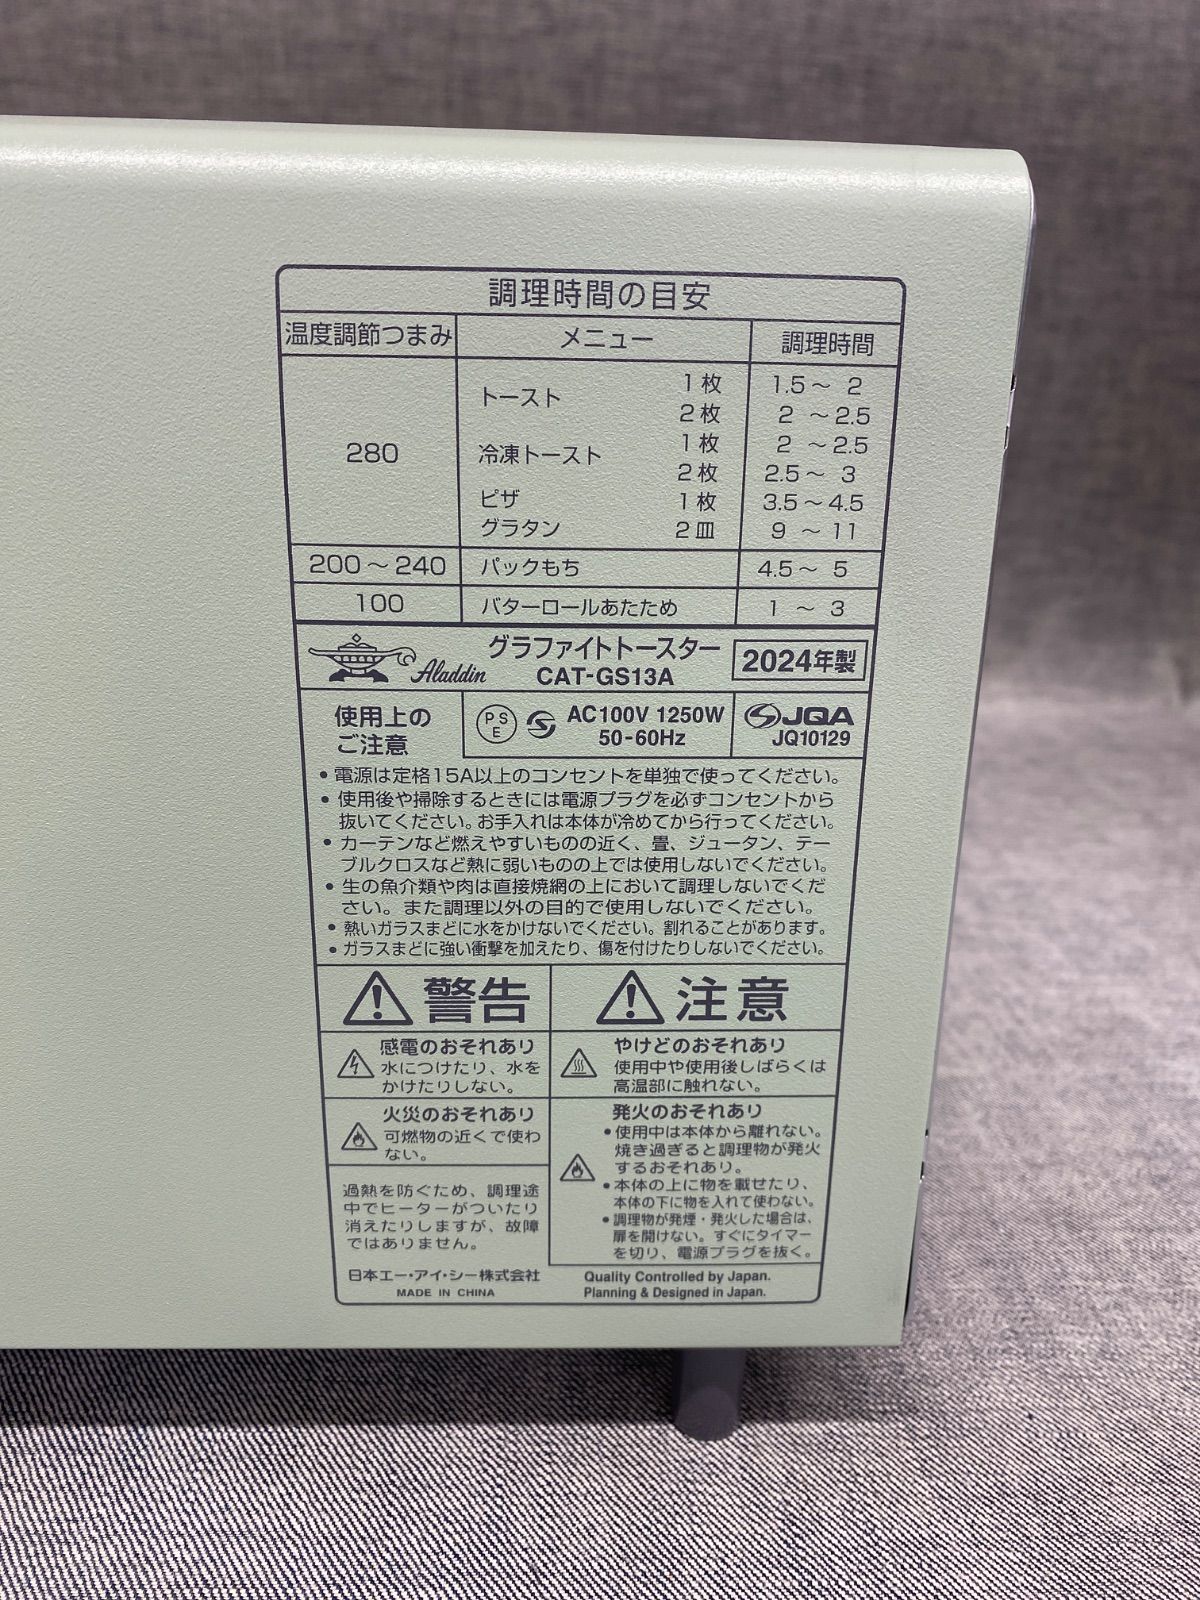 調理時間の目安
温度調節つまみ メニュー 調理時間
280 トースト 1枚 1.5～ 2
2枚 2 ～2.5
冷凍トースト 1枚 2 ～2.5
2枚 2.5～ 3
ピザ 1枚 3.5～4.5
グラタン 2皿 9 ～ 11
200～240 パックもち 4.5～ 5
100 バターロールあたため 1 ～ 3
Aladdin グラファイトトースター
CAT-GS13A 2024年製
使用上の
ご注意
PSE AC100V 1250W
50-60Hz
JQA
JQ10129
• 電源は定格15A以上のコンセントを単独で使ってください。
• 使用後や掃除するときには電源プラグを必ずコンセントから
抜いてください。お手入れは本体が冷めてから行ってください。
• カーテンなど燃えやすいものの近く、畳、ジュータン、テー
ブルクロスなど熱に弱いものの上では使用しないでください。
• 生の魚介類や肉は直接焼網の上において調理しないでくだ
さい。また調理以外の目的で使用しないでください。
• 熱いガラスまどに水をかけないでください。割れることがあります。
• ガラスまどに強い衝撃を加えたり、傷を付けたりしないでください。
警告
感電のおそれあり
水につけたり、水を
かけたりしない。
火災のおそれあり
可燃物の近くで使わ
ない。
過熱を防ぐため、調理途
中でヒーターがついたり
消えたりしますが、故障
ではありません。
注意
やけどのおそれあり
使用中や使用後しばらくは
高温部に触れない。
発火のおそれあり
• 使用中は本体から離れない。
焼き過ぎると調理物が発火
するおそれあり。
• 本体の上に物を載せたり、
本体の下に物を入れて使わない。
• 調理物が発煙・発火した場合は、
扉を開けない。すぐにタイマー
を切り、電源プラグを抜く。
日本エー・アイ・シー株式会社
MADE IN CHINA
Quality Controlled by Japan.
Planning & Designed in Japan.